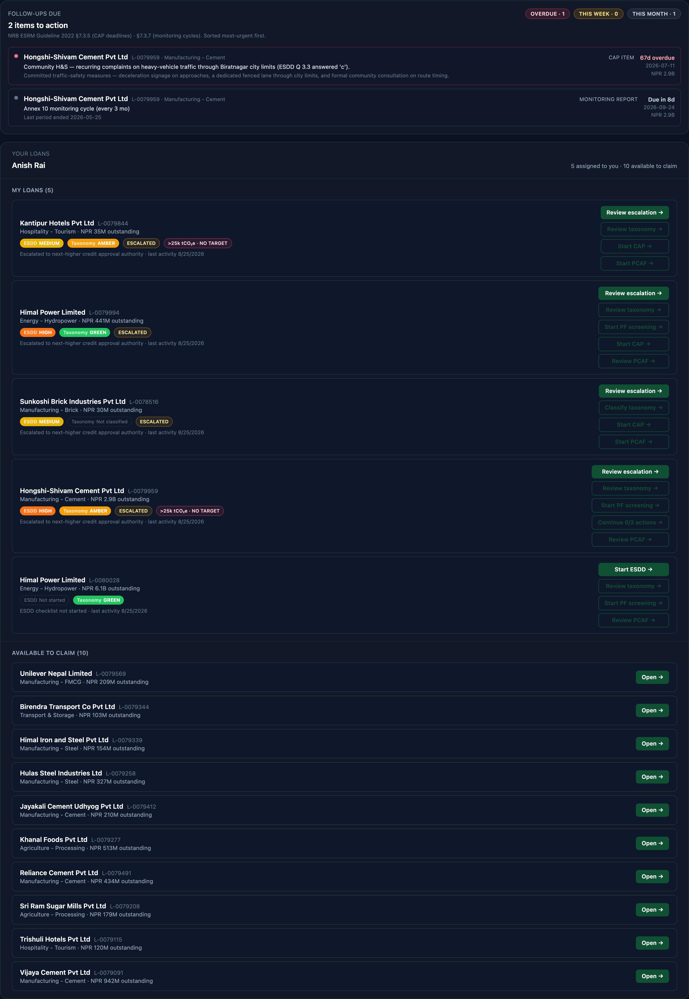 FOLLOW-UPS DUE
OVERDUE · 1 THIS WEEK · 0 THIS MONTH · 1
2 items to action
NRB ESRM Guideline 2022 §7.3.5 (CAP deadlines) · §7.3.7 (monitoring cycles). Sorted most-urgent first.
Hongshi-Shivam Cement Pvt Ltd L-0079959 · Manufacturing - Cement
CAP ITEM 67d overdue
Community H&S — recurring complaints on heavy-vehicle traffic through Biratnagar city limits (ESDD Q 3.3 answered 'c').
2026-07-11
Committed traffic-safety measures — deceleration signage on approaches, a dedicated fenced lane through city limits, and formal community consultation on route timing.
NPR 2.9B
Hongshi-Shivam Cement Pvt Ltd L-0079959 · Manufacturing - Cement
MONITORING REPORT Due in 8d
Annex 10 monitoring cycle (every 3 mo)
2026-09-24
Last period ended 2026-05-25
NPR 2.9B
YOUR LOANS
Anish Rai
5 assigned to you · 10 available to claim
MY LOANS (5)
Kantipur Hotels Pvt Ltd L-0079844
Hospitality - Tourism · NPR 35M outstanding
ESDD MEDIUM Taxonomy AMBER ESCALATED >25k tCO₂e · NO TARGET
Escalated to next-higher credit approval authority · last activity 8/25/2026
Review escalation →
Review taxonomy →
Start CAP →
Start PCAF →
Himal Power Limited L-0079994
Energy - Hydropower · NPR 441M outstanding
ESDD HIGH Taxonomy GREEN ESCALATED
Escalated to next-higher credit approval authority · last activity 8/25/2026
Review escalation →
Review taxonomy →
Start PF screening →
Start CAP →
Review PCAF →
Sunkoshi Brick Industries Pvt Ltd L-0078516
Manufacturing - Brick · NPR 30M outstanding
ESDD MEDIUM Taxonomy Not classified ESCALATED
Escalated to next-higher credit approval authority · last activity 8/25/2026
Review escalation →
Classify taxonomy →
Start CAP →
Start PCAF →
Hongshi-Shivam Cement Pvt Ltd L-0079959
Manufacturing - Cement · NPR 2.9B outstanding
ESDD HIGH Taxonomy AMBER ESCALATED >25k tCO₂e · NO TARGET
Escalated to next-higher credit approval authority · last activity 8/25/2026
Review escalation →
Review taxonomy →
Start PF screening →
Continue 0/3 actions →
Review PCAF →
Himal Power Limited L-0080028
Energy - Hydropower · NPR 6.1B outstanding
ESDD Not started Taxonomy GREEN
ESDD checklist not started · last activity 8/25/2026
Start ESDD →
Review taxonomy →
Start PF screening →
Review PCAF →
AVAILABLE TO CLAIM (10)
Unilever Nepal Limited L-0079569
Manufacturing - FMCG · NPR 209M outstanding
Open →
Birendra Transport Co Pvt Ltd L-0079344
Transport & Storage · NPR 103M outstanding
Open →
Himal Iron and Steel Pvt Ltd L-0079339
Manufacturing - Steel · NPR 154M outstanding
Open →
Hulas Steel Industries Ltd L-0079258
Manufacturing - Steel · NPR 327M outstanding
Open →
Jayakali Cement Udhyog Pvt Ltd L-0079412
Manufacturing - Cement · NPR 210M outstanding
Open →
Khanal Foods Pvt Ltd L-0079277
Agriculture - Processing · NPR 513M outstanding
Open →
Reliance Cement Pvt Ltd L-0079491
Manufacturing - Cement · NPR 434M outstanding
Open →
Sri Ram Sugar Mills Pvt Ltd L-0079208
Agriculture - Processing · NPR 179M outstanding
Open →
Trishuli Hotels Pvt Ltd L-0079115
Hospitality - Tourism · NPR 120M outstanding
Open →
Vijaya Cement Pvt Ltd L-0079091
Manufacturing - Cement · NPR 942M outstanding
Open →